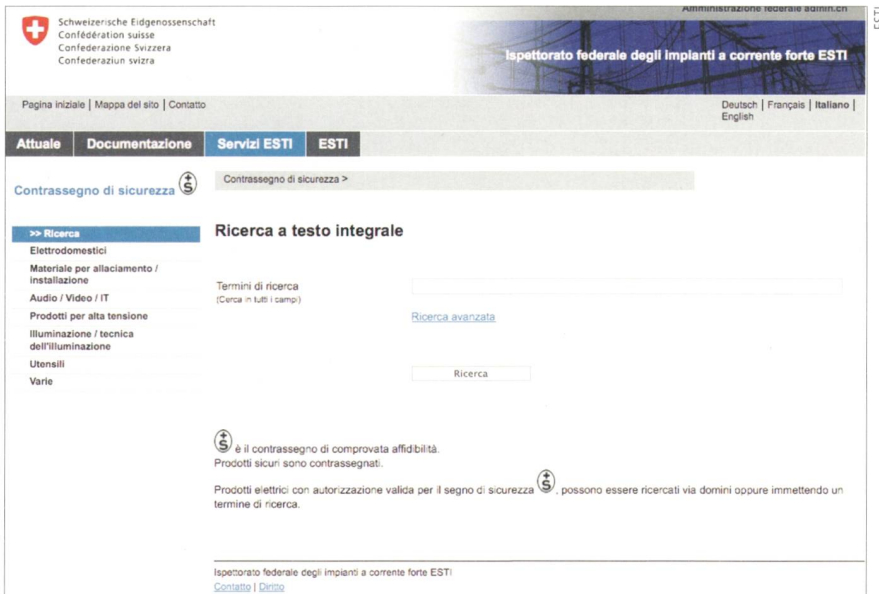 Schweizerische Eidgenossenschaft
Confédération suisse
Confederazione Svizzera
Confederaziun svizra
Amministrazione federale admin.ch
ESTI
Ispettorato federale degli impianti a corrente forte ESTI
Pagina iniziale | Mappa del sito | Contatto
Deutsch | Français | Italiano |
English
Attuale Documentazione Servizi ESTI ESTI
Contrassegno di sicurezza
Contrassegno di sicurezza >
>> Ricerca
Elettrodomestici
Materiale per allaciamento /
installazione
Audio / Video / IT
Prodotti per alta tensione
Illuminazione / tecnica
dell'illuminazione
Utensili
Varie
Ricerca a testo integrale
Termini di ricerca
(Cerca in tutti i campi)
Ricerca avanzata
Ricerca
è il contrassegno di comprovata affidibilità.
Prodotti sicuri sono contrassegnati.
Prodotti elettrici con autorizzazione valida per il segno di sicurezza , possono essere ricercati via domini oppure immettendo un
termine di ricerca.
Ispettorato federale degli impianti a corrente forte ESTI
Contatto | Diritto